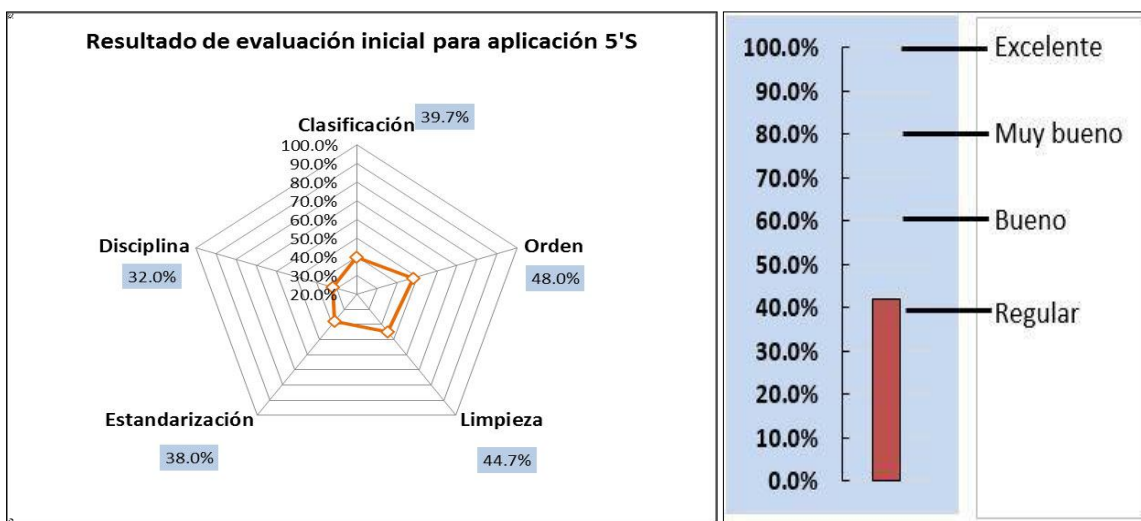 Resultado de evaluación inicial para aplicación 5'S
Clasificación
39.7%
100.0%
90.0%
80.0%
70.0%
60.0%
50.0%
40.0%
30.0%
20.0%
Disciplina
32.0%
Orden
48.0%
Estandarización
38.0%
Limpieza
44.7%
100.0%
90.0%
80.0%
70.0%
60.0%
50.0%
40.0%
30.0%
20.0%
10.0%
0.0%
Excelente
Muy bueno
Bueno
Regular